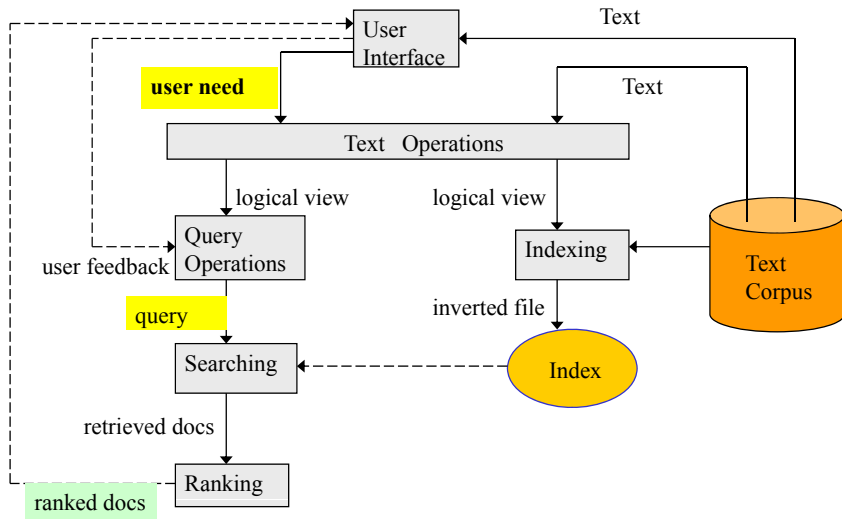 Text
User
Interface
user need
Text
Text Operations
logical view
logical view
Query
Operations
user feedback
Indexing
Text
Corpus
query
inverted file
Searching
Index
retrieved docs
Ranking
ranked docs